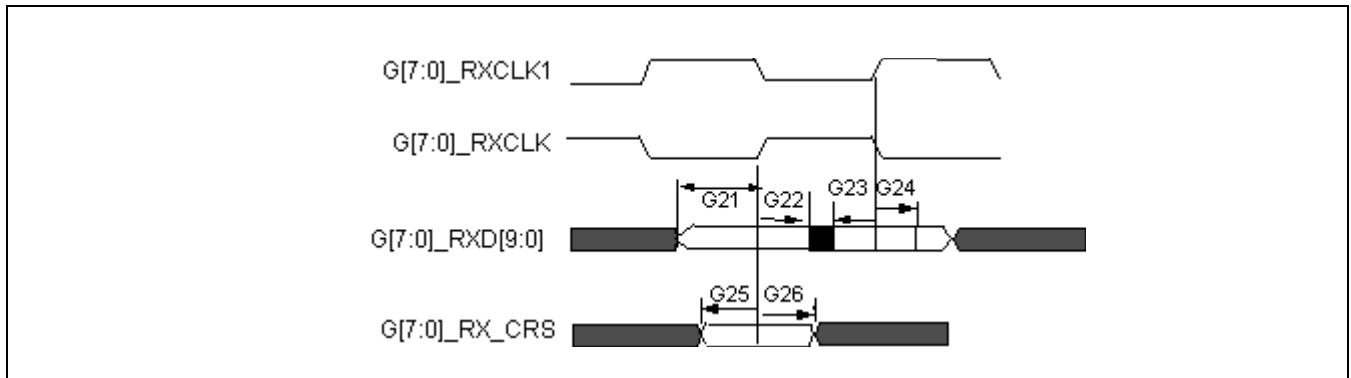 G[7:0]_RXCLK1
G[7:0]_RXCLK
G21 G22 G23 G24
G[7:0]_RXD[9:0]
G25 G26
G[7:0]_RX_CRS